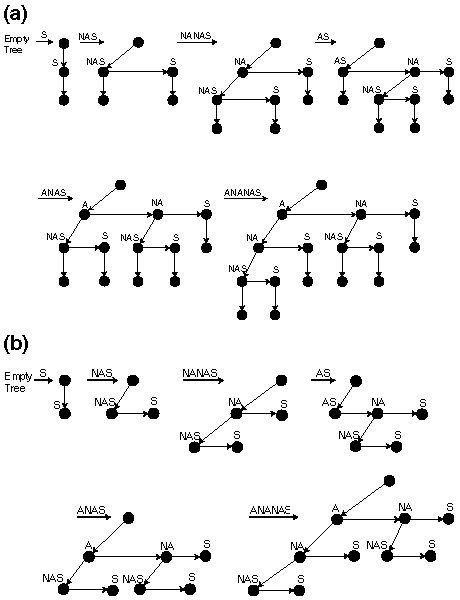 (a)
Empty Tree S NAS NANAS AS
S NAS S NA S AS NA S
NAS S NAS S
ANAS ANANAS
A NA S A NA S
NAS S NAS S NA S NAS S
NAS S
(b)
Empty Tree S NAS NANAS AS
S NAS S NA S AS NA S
NAS S NAS S
ANAS ANANAS
A NA S
A NA S NA S NAS S
NAS S NAS S NAS S